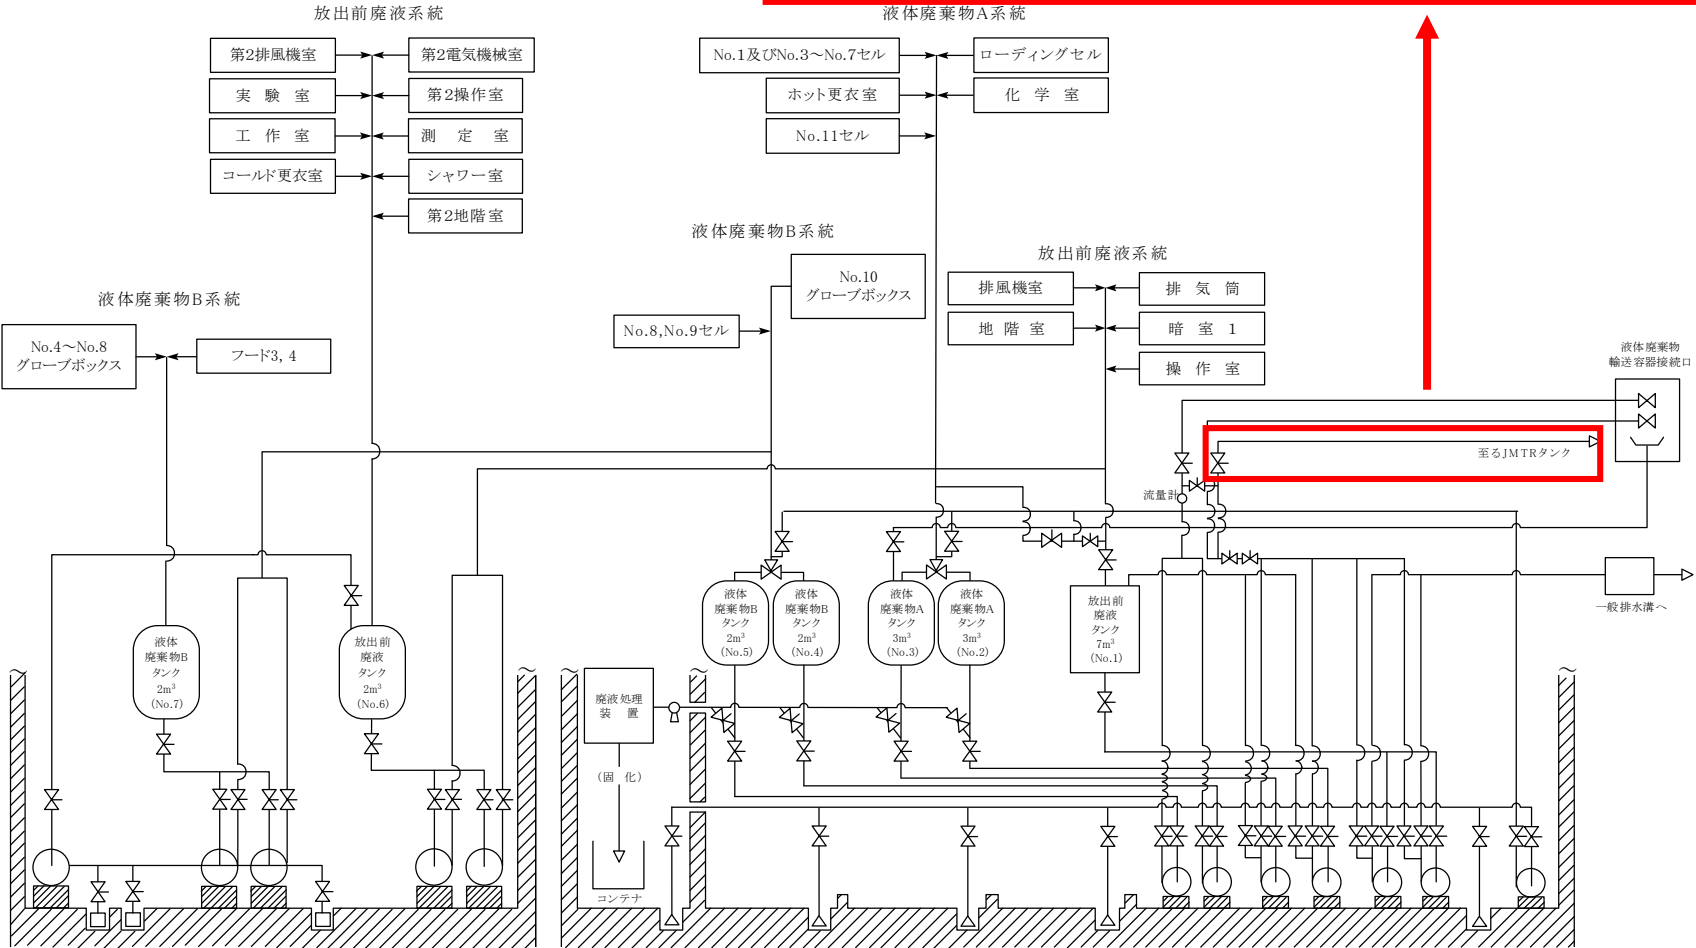 放出前廃液系統
第2排風機室
第2電気機械室
実験室
第2操作室
工作室
測定室
コールド更衣室
シャワー室
第2地階室
液体廃棄物A系統
No.1及びNo.3～No.7セル
ローディングセル
ホット更衣室
化学室
No.11セル
液体廃棄物B系統
No.10
グローブボックス
No.8,No.9セル
放出前廃液系統
排風機室
排気筒
地階室
暗室1
操作室
液体廃棄物B系統
No.4～No.8
グローブボックス
フード3, 4
液体廃棄物
輸送容器接続口
至るJMTRタンク
流量計
一般排水溝へ
液体
廃棄物B
タンク
2m³
(No.7)
放出前
廃液
タンク
2m³
(No.6)
液体
廃棄物B
タンク
2m³
(No.5)
液体
廃棄物B
タンク
2m³
(No.4)
液体
廃棄物A
タンク
3m³
(No.3)
液体
廃棄物A
タンク
3m³
(No.2)
放出前
廃液
タンク
7m³
(No.1)
廃液処理
装置
(固化)
コンテナ